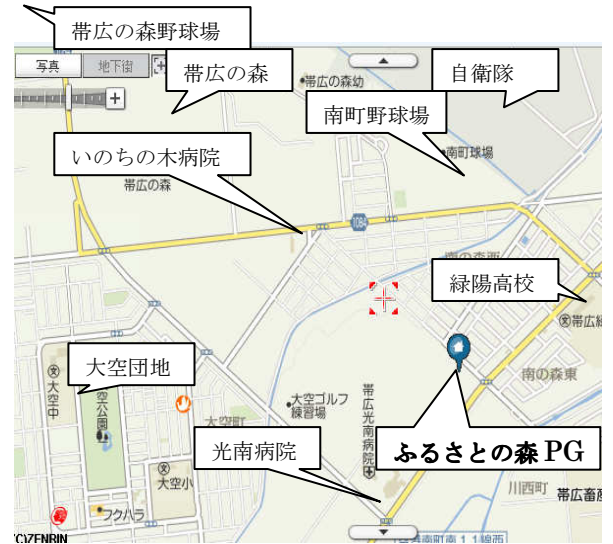 帯広の森野球場
写真
地下街
帯広の森
自衛隊
帯広の森幼
南町野球場
南町球場
いのちの木病院
帯広の森
1084
南の森西
緑陽高校
帯広緑
大空団地
大空中
空公園
大空町
大空ゴルフ
練習場
帯広光南病院
南の森東
光南病院
ふるさとの森 PG
大空小
川西町
帯広畜産
フクハラ
(C)ZENRIN